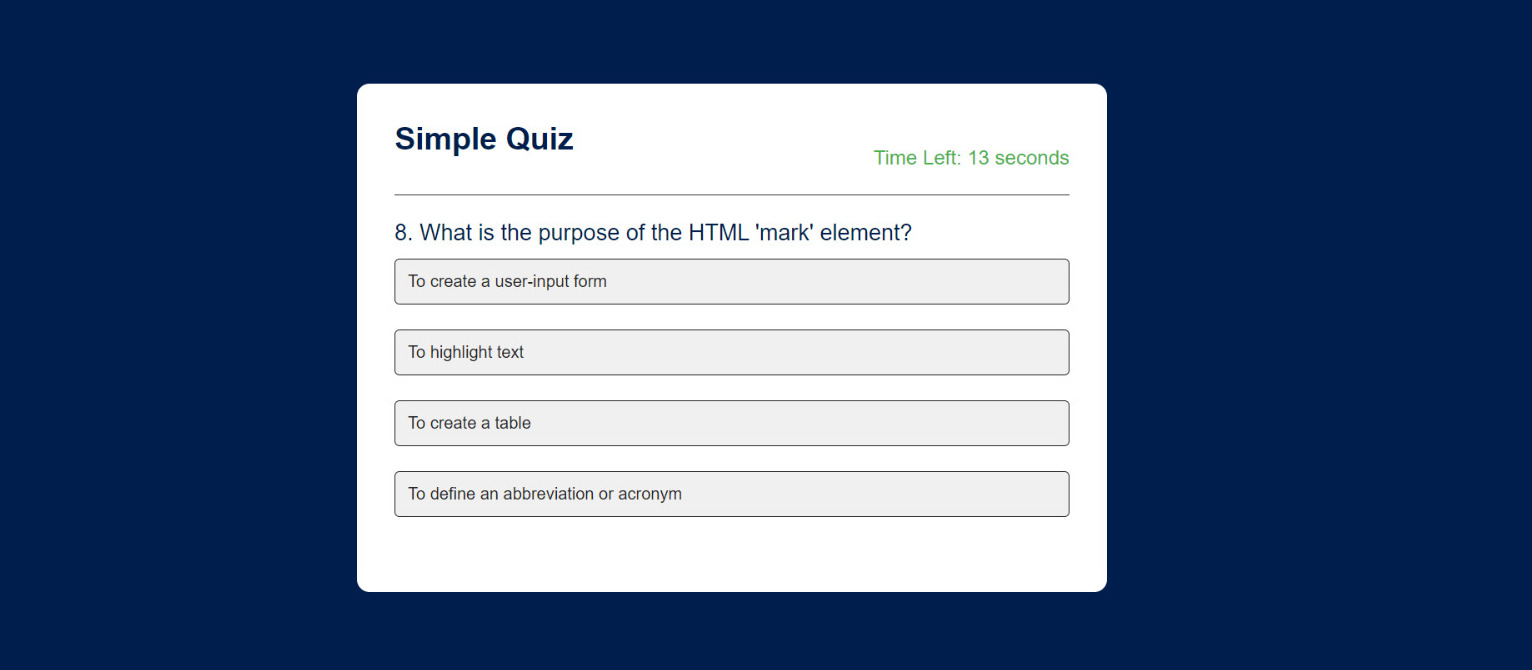 Simple Quiz
Time Left: 13 seconds
8. What is the purpose of the HTML 'mark' element?
To create a user-input form
To highlight text
To create a table
To define an abbreviation or acronym